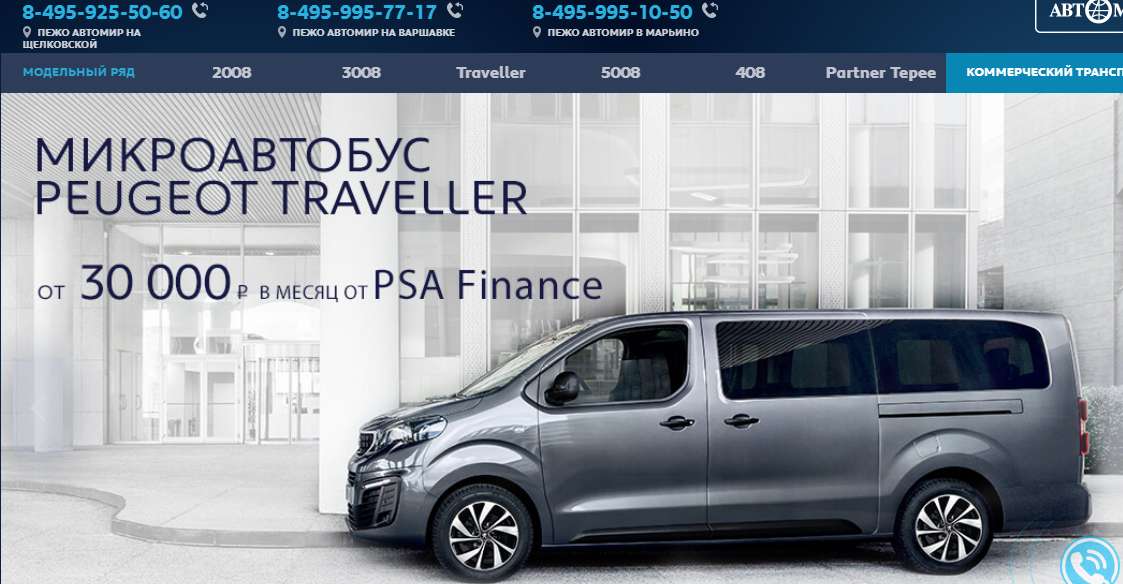 8-495-925-50-60
ПЕЖО АВТОМИР НА
ЩЕЛКОВСКОЙ
8-495-995-77-17
ПЕЖО АВТОМИР НА ВАРШАВКЕ
8-495-995-10-50
ПЕЖО АВТОМИР В МАРЬИНО
МОДЕЛЬНЫЙ РЯД
2008
3008
Traveller
5008
408
Partner Tepee
КОММЕРЧЕСКИЙ
МИКРОАВТОБУС
PEUGEOT TRAVELLER
от 30 000 ₽ В МЕСЯЦ ОТ PSA Finance